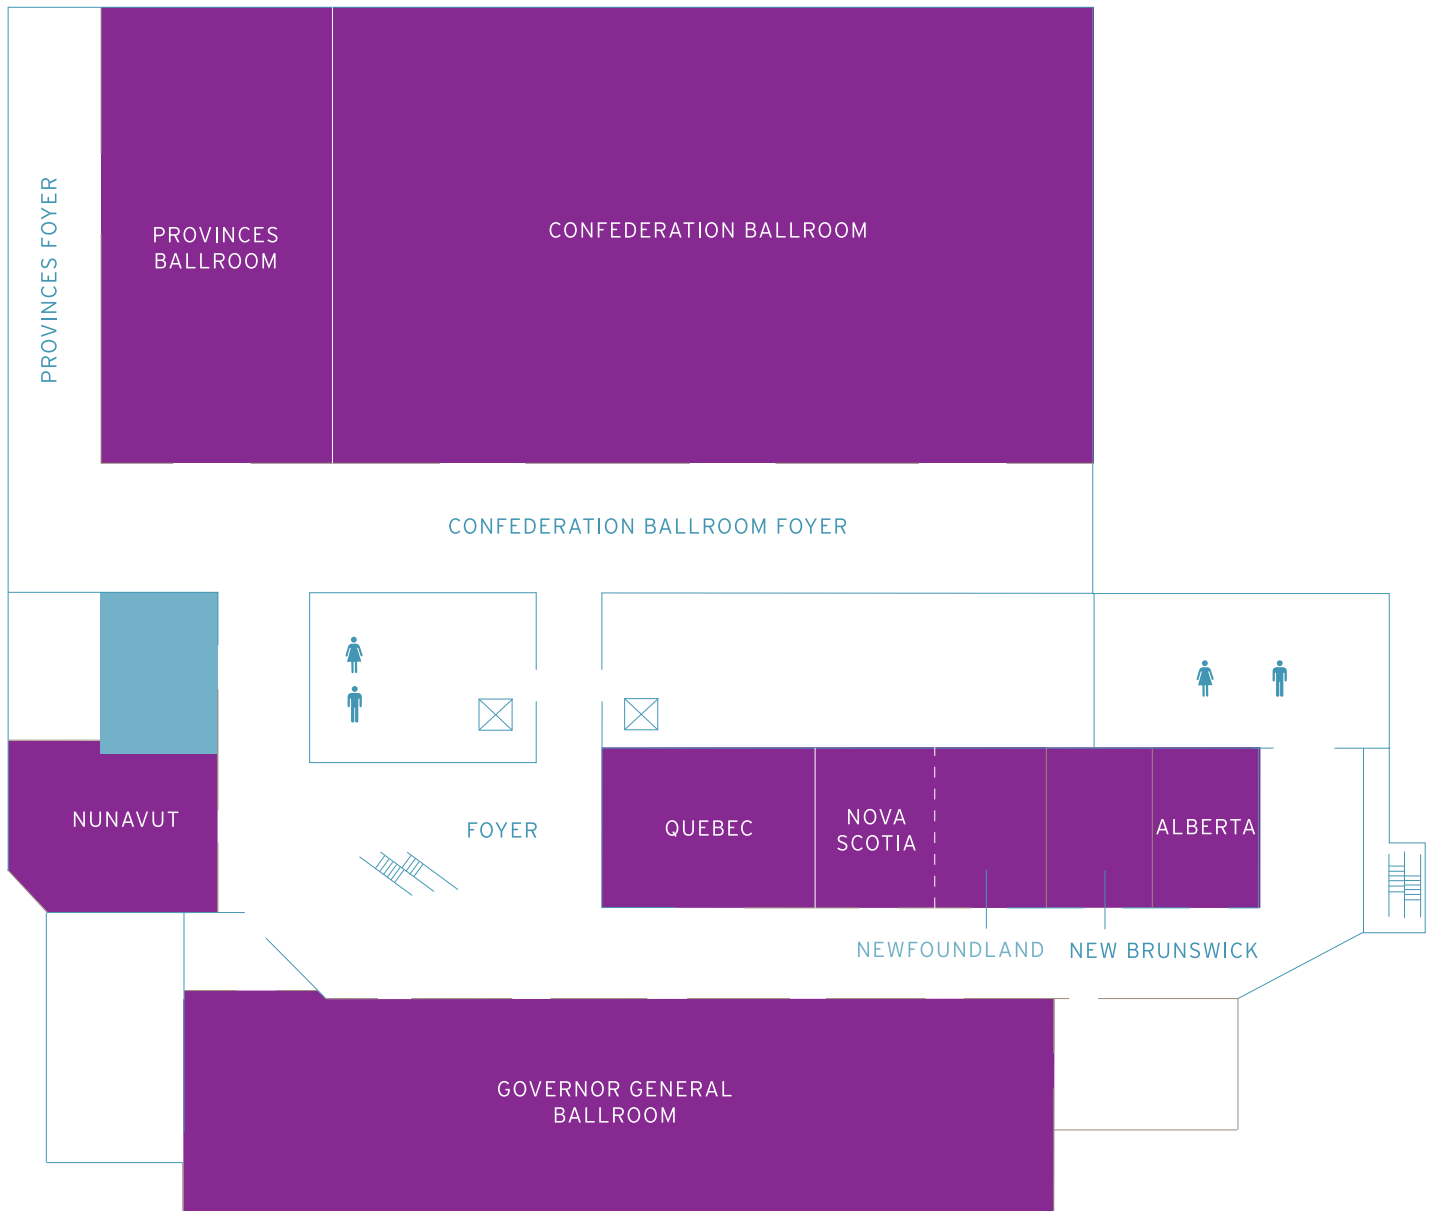 PROVINCES FOYER
PROVINCES
BALLROOM
CONFEDERATION BALLROOM
CONFEDERATION BALLROOM FOYER
NUNAVUT
FOYER
QUEBEC
NOVA
SCOTIA
ALBERTA
NEWFOUNDLAND
NEW BRUNSWICK
GOVERNOR GENERAL
BALLROOM